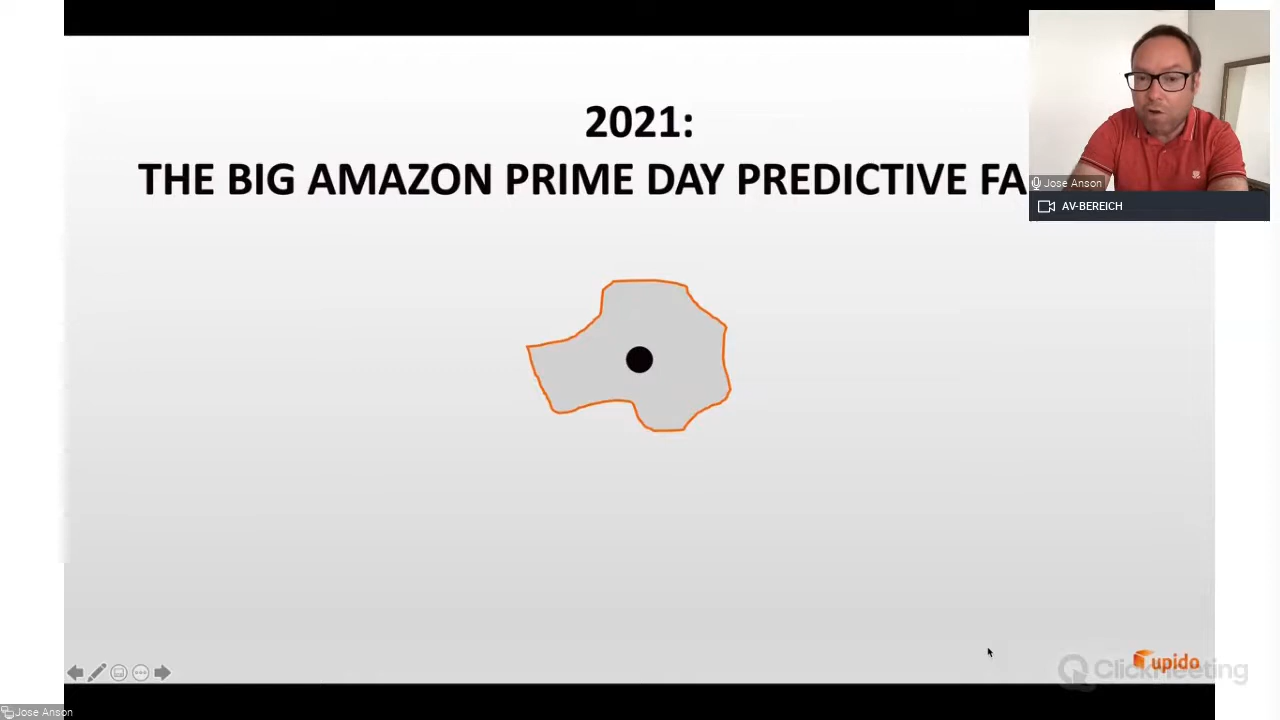 2021:
THE BIG AMAZON PRIME DAY PREDICTIVE FA
Jose Anson
AV-BEREICH
upido
ClickMeeting
Jose Anson